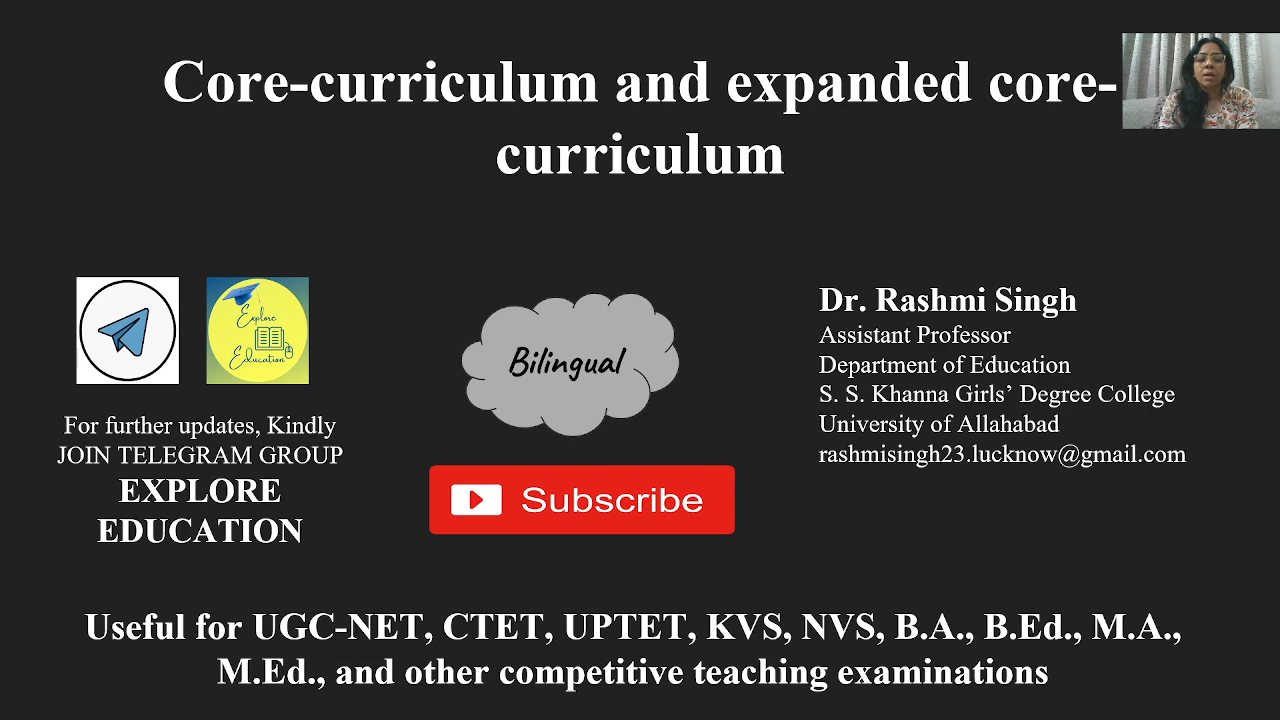 Core-curriculum and expanded core-
curriculum
Explore
Education
For further updates, Kindly
JOIN TELEGRAM GROUP
EXPLORE
EDUCATION
Bilingual
Subscribe
Dr. Rashmi Singh
Assistant Professor
Department of Education
S. S. Khanna Girls’ Degree College
University of Allahabad
rashmisingh23.lucknow@gmail.com
Useful for UGC-NET, CTET, UPTET, KVS, NVS, B.A., B.Ed., M.A.,
M.Ed., and other competitive teaching examinations